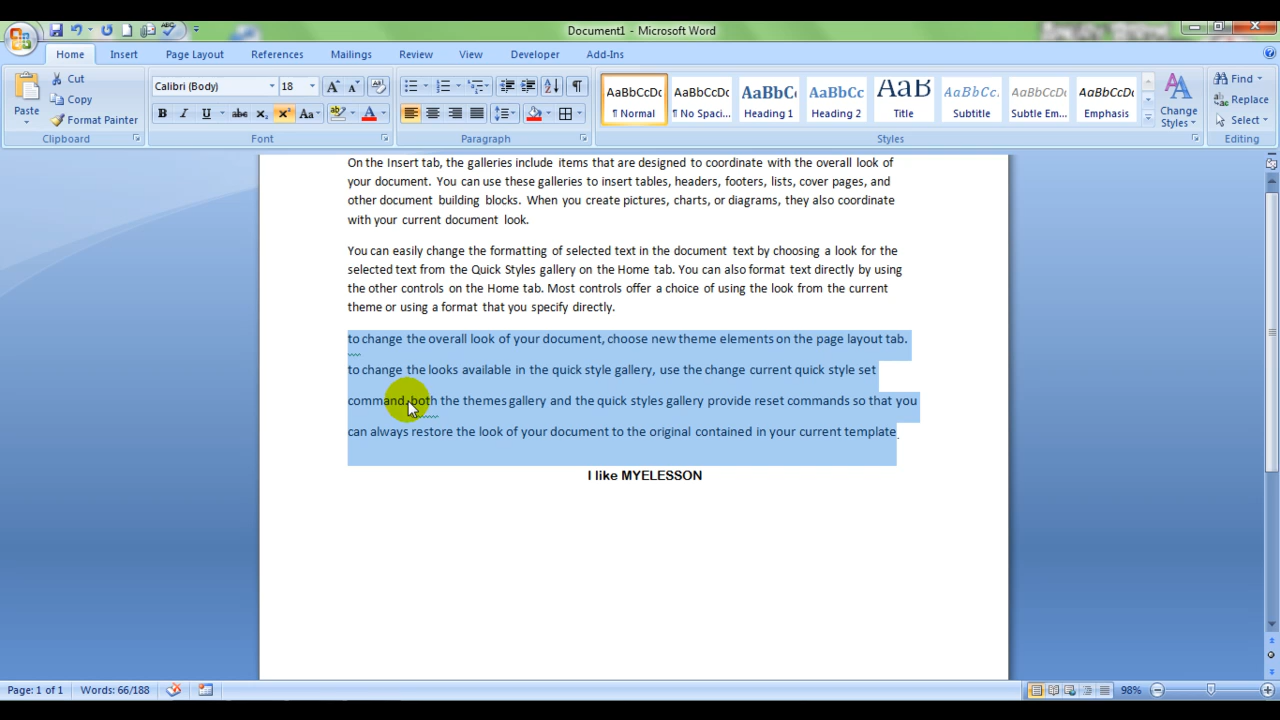 Document1 - Microsoft Word
Home Insert Page Layout References Mailings Review View Developer Add-Ins
Paste
Cut
Copy
Format Painter
Clipboard
Calibri (Body) 18
Font
Paragraph
AaBbCcDc AaBbCcDc AaBbCc AaBbCc AaB AaBbCc. AaBbCcDc AaBbCcDc
¶ Normal ¶ No Spaci... Heading 1 Heading 2 Title Subtitle Subtle Em... Emphasis
Change Styles
Styles
Find
Replace
Select
Editing
On the Insert tab, the galleries include items that are designed to coordinate with the overall look of
your document. You can use these galleries to insert tables, headers, footers, lists, cover pages, and
other document building blocks. When you create pictures, charts, or diagrams, they also coordinate
with your current document look.
You can easily change the formatting of selected text in the document text by choosing a look for the
selected text from the Quick Styles gallery on the Home tab. You can also format text directly by using
the other controls on the Home tab. Most controls offer a choice of using the look from the current
theme or using a format that you specify directly.
to change the overall look of your document, choose new theme elements on the page layout tab.
to change the looks available in the quick style gallery, use the change current quick style set
command. both the themes gallery and the quick styles gallery provide reset commands so that you
can always restore the look of your document to the original contained in your current template.
I like MYELESSON
Page: 1 of 1 Words: 66/188 98%